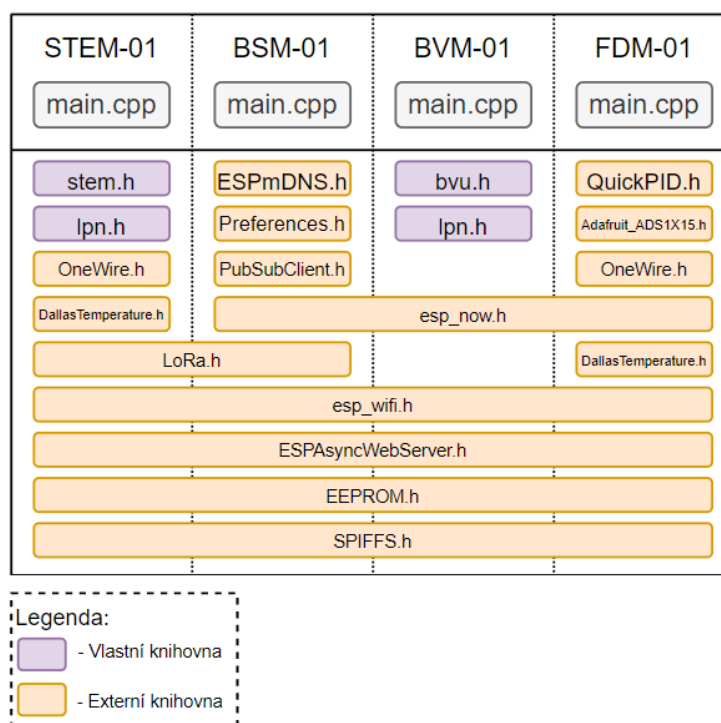 STEM-01 BSM-01 BVM-01 FDM-01
main.cpp main.cpp main.cpp main.cpp
stem.h ESPmDNS.h bvu.h QuickPID.h
lpn.h Preferences.h lpn.h Adafruit_ADS1X15.h
OneWire.h PubSubClient.h OneWire.h
DallasTemperature.h esp_now.h
LoRa.h DallasTemperature.h
esp_wifi.h
ESPAsyncWebServer.h
EEPROM.h
SPIFFS.h
Legenda:
- Vlastní knihovna
- Externí knihovna